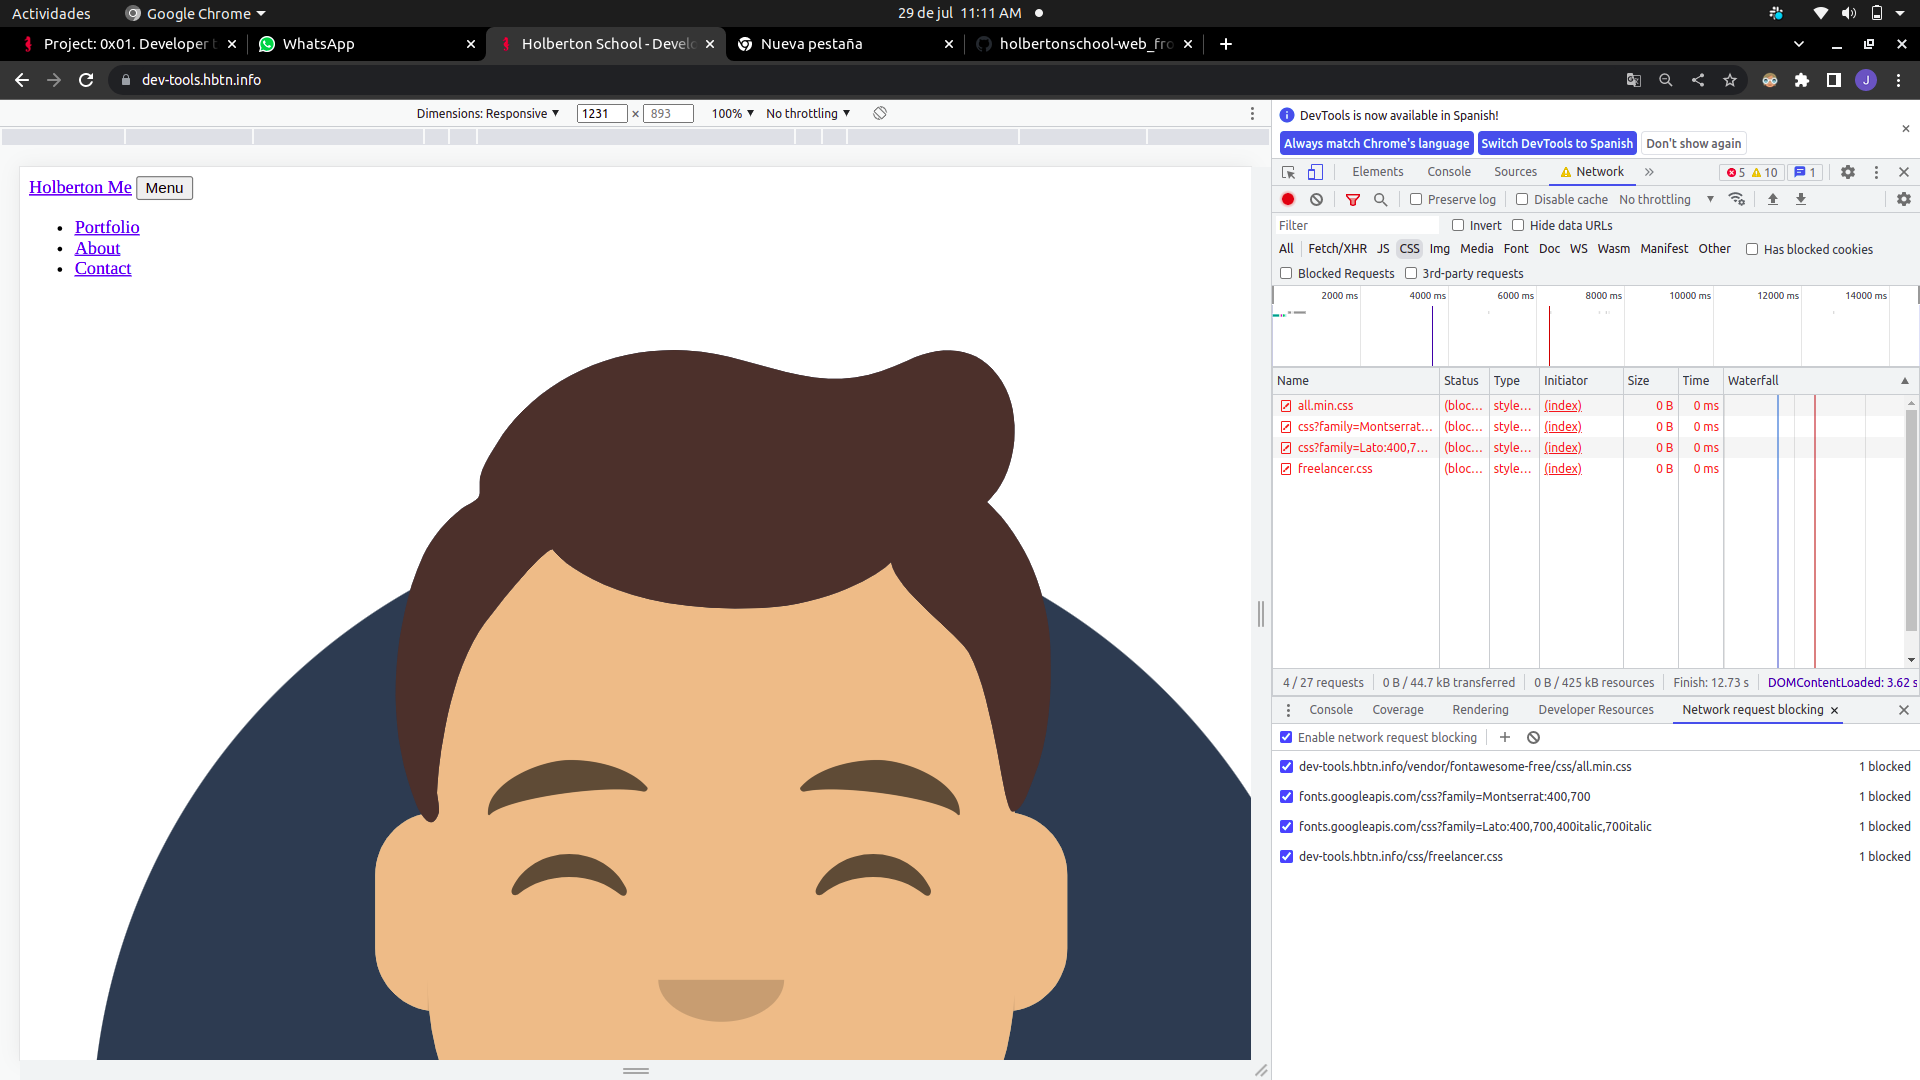 Actividades
Google Chrome
29 de jul 11:11 AM
Project: 0x01. Developer t
WhatsApp
Holberton School - Develo
Nueva pestaña
holbertonschool-web_fro
dev-tools.hbtn.info
J
Dimensions: Responsive
1231 × 893
100%
No throttling
Holberton Me
Menu
Portfolio
About
Contact
DevTools is now available in Spanish!
Always match Chrome's language
Switch DevTools to Spanish
Don't show again
Elements
Console
Sources
Network
5
10
1
Preserve log
Disable cache
No throttling
Filter
Invert
Hide data URLs
All
Fetch/XHR
JS
CSS
Img
Media
Font
Doc
WS
Wasm
Manifest
Other
Has blocked cookies
Blocked Requests
3rd-party requests
2000 ms
4000 ms
6000 ms
8000 ms
10000 ms
12000 ms
14000 ms
Name Status Type Initiator Size Time Waterfall
all.min.css (bloc... style... (index) 0 B 0 ms
css?family=Montserrat... (bloc... style... (index) 0 B 0 ms
css?family=Lato:400,7... (bloc... style... (index) 0 B 0 ms
freelancer.css (bloc... style... (index) 0 B 0 ms
4 / 27 requests
0 B / 44.7 kB transferred
0 B / 425 kB resources
Finish: 12.73 s
DOMContentLoaded: 3.62 s
Console
Coverage
Rendering
Developer Resources
Network request blocking
Enable network request blocking
dev-tools.hbtn.info/vendor/fontawesome-free/css/all.min.css 1 blocked
fonts.googleapis.com/css?family=Montserrat:400,700 1 blocked
fonts.googleapis.com/css?family=Lato:400,700,400italic,700italic 1 blocked
dev-tools.hbtn.info/css/freelancer.css 1 blocked